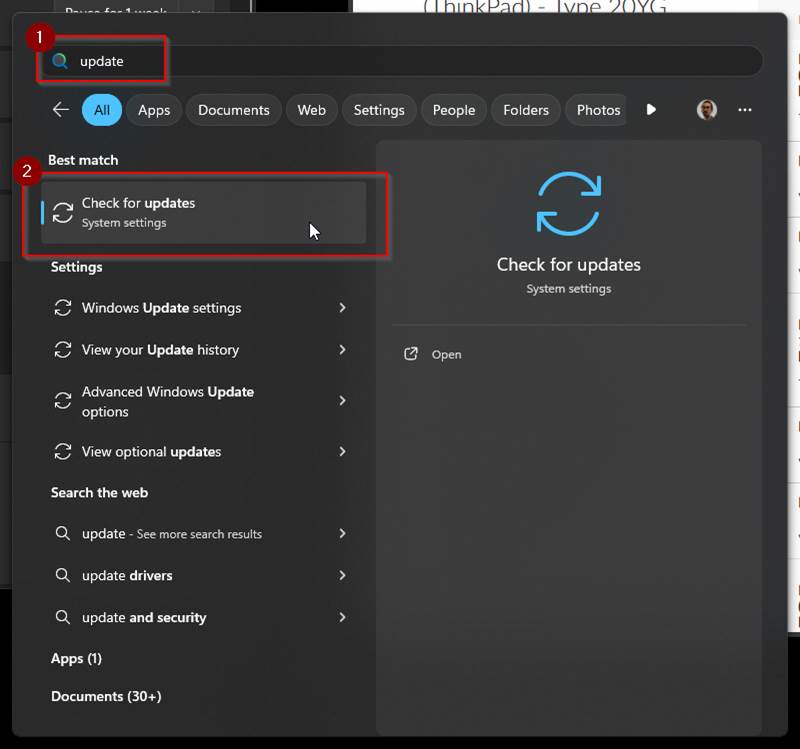 Pause for 1 week
(ThinkPad) - Type 20YG
1
update
All
Apps
Documents
Web
Settings
People
Folders
Photos
2
Best match
Check for updates
System settings
Check for updates
System settings
Open
Settings
Windows Update settings
View your Update history
Advanced Windows Update
options
View optional updates
Search the web
update - See more search results
update drivers
update and security
Apps (1)
Documents (30+)